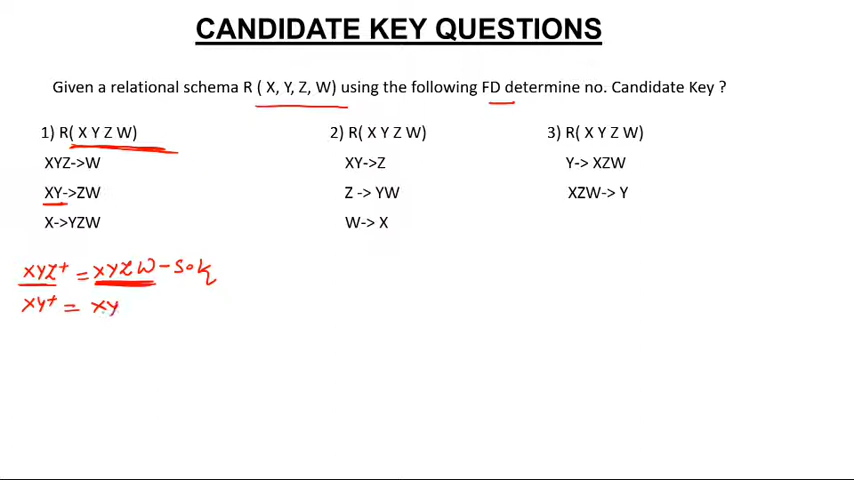 CANDIDATE KEY QUESTIONS
Given a relational schema R ( X, Y, Z, W) using the following FD determine no. Candidate Key ?
1) R( X Y Z W)
XYZ->W
XY->ZW
X->YZW
2) R( X Y Z W)
XY->Z
Z -> YW
W-> X
3) R( X Y Z W)
Y-> XZW
XZW-> Y
XYZ+ = XYZW - SoK
XY+ = XY